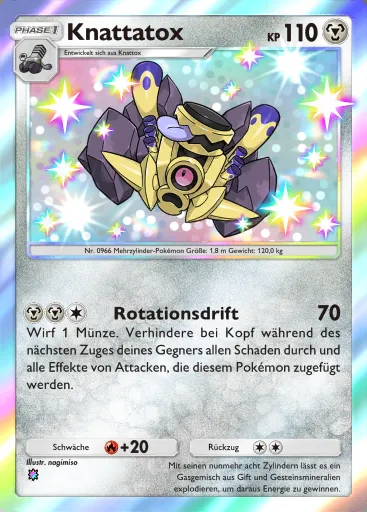 PHASE 1
Knattatox
KP 110
Entwickelt sich aus Knattox
Nr. 0966 Mehrzylinder-Pokémon Größe: 1,8 m Gewicht: 120,0 kg
Rotationsdrift 70
Wirf 1 Münze. Verhindere bei Kopf während des
nächsten Zuges deines Gegners allen Schaden durch und
alle Effekte von Attacken, die diesem Pokémon zugefügt
werden.
Schwäche +20
Rückzug
Illustr. nagimiso
Mit seinen nunmehr acht Zylindern lässt es ein
Gasgemisch aus Gift und Gesteinsmineralien
explodieren, um daraus Energie zu gewinnen.